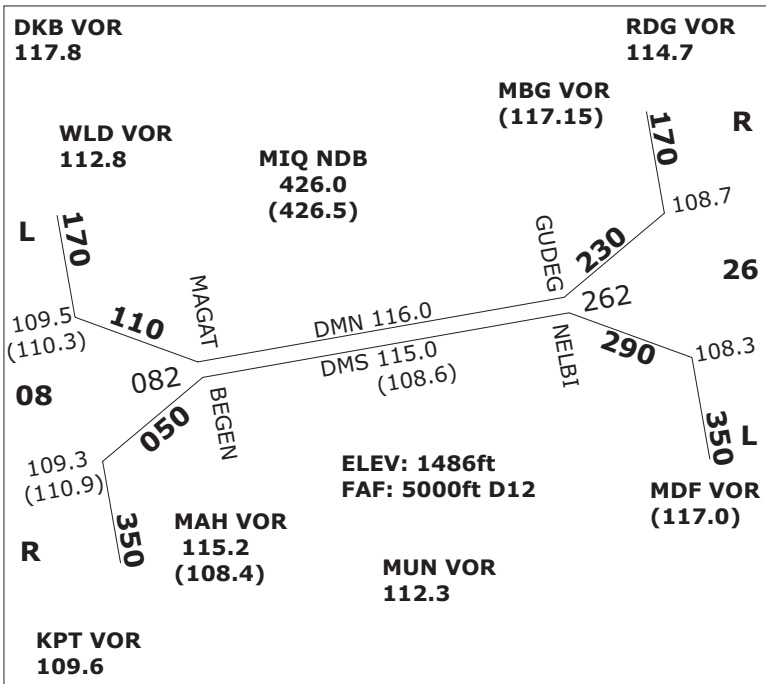 DKB VOR
117.8
RDG VOR
114.7
MBG VOR
(117.15)
R
WLD VOR
112.8
MIQ NDB
426.0
(426.5)
170
108.7
L
170
GUDEG
230
26
MAGAT
262
109.5
(110.3)
110
DMN 116.0
DMS 115.0
(108.6)
NELBI
290
108.3
082
08
050
BEGEN
109.3
(110.9)
ELEV: 1486ft
FAF: 5000ft D12
350
L
MDF VOR
(117.0)
R
350
MAH VOR
115.2
(108.4)
MUN VOR
112.3
KPT VOR
109.6